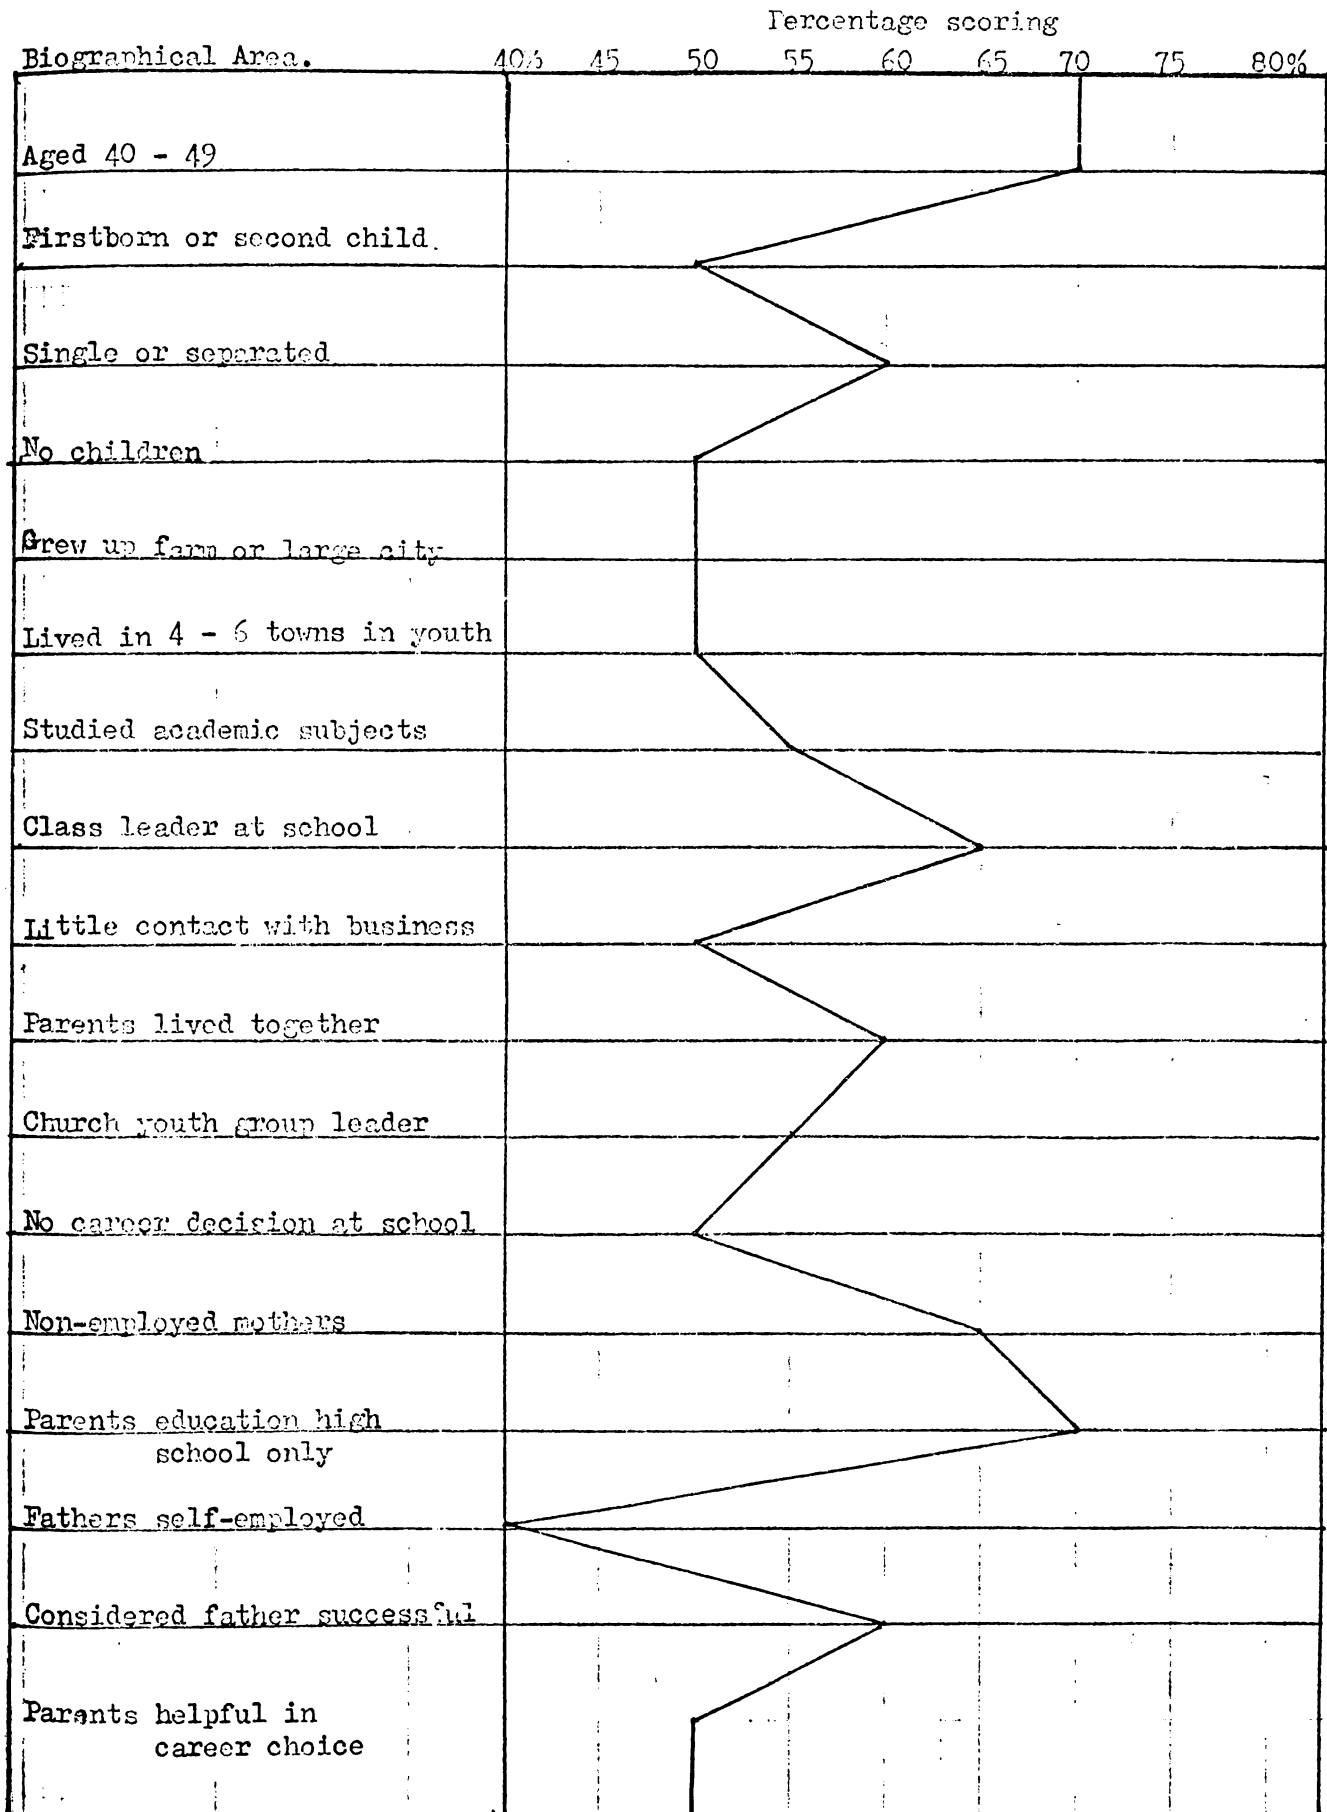 Percentage scoring
Biographical Area. 40% 45 50 55 60 65 70 75 80%
Aged 40 - 49
Firstborn or second child.
Single or separated
No children
Grew up farm or large city
Lived in 4 - 6 towns in youth
Studied academic subjects
Class leader at school
Little contact with business
Parents lived together
Church youth group leader
No career decision at school
Non-employed mothers
Parents education high
school only
Fathers self-employed
Considered father successful
Parents helpful in
career choice